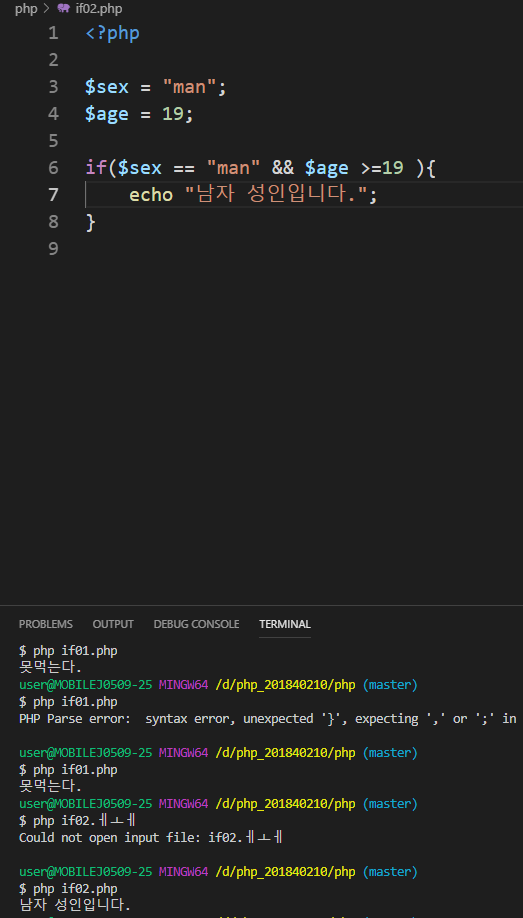 php > if02.php
1 <?php
2
3 $sex = "man";
4 $age = 19;
5
6 if($sex == "man" && $age >=19 ){
7 echo "남자 성인입니다.";
8 }
9
PROBLEMS OUTPUT DEBUG CONSOLE TERMINAL
$ php if01.php
못먹는다.
user@MOBILEJ0509-25 MINGW64 /d/php_201840210/php (master)
$ php if01.php
PHP Parse error:  syntax error, unexpected '}', expecting ',' or ';' in
user@MOBILEJ0509-25 MINGW64 /d/php_201840210/php (master)
$ php if01.php
못먹는다.
user@MOBILEJ0509-25 MINGW64 /d/php_201840210/php (master)
$ php if02.ㅔㅗㅔ
Could not open input file: if02.ㅔㅗㅔ
user@MOBILEJ0509-25 MINGW64 /d/php_201840210/php (master)
$ php if02.php
남자 성인입니다.